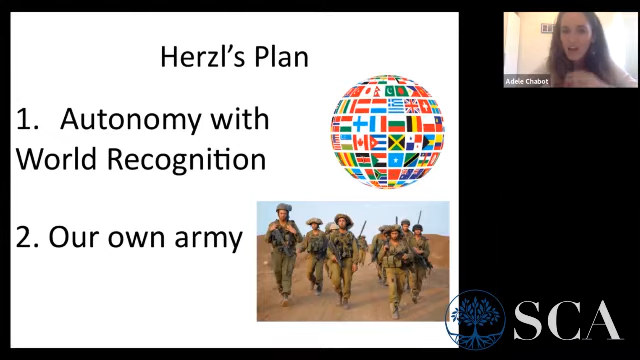 Herzl's Plan
Adele Chabot
1. Autonomy with
World Recognition
2. Our own army
SCA